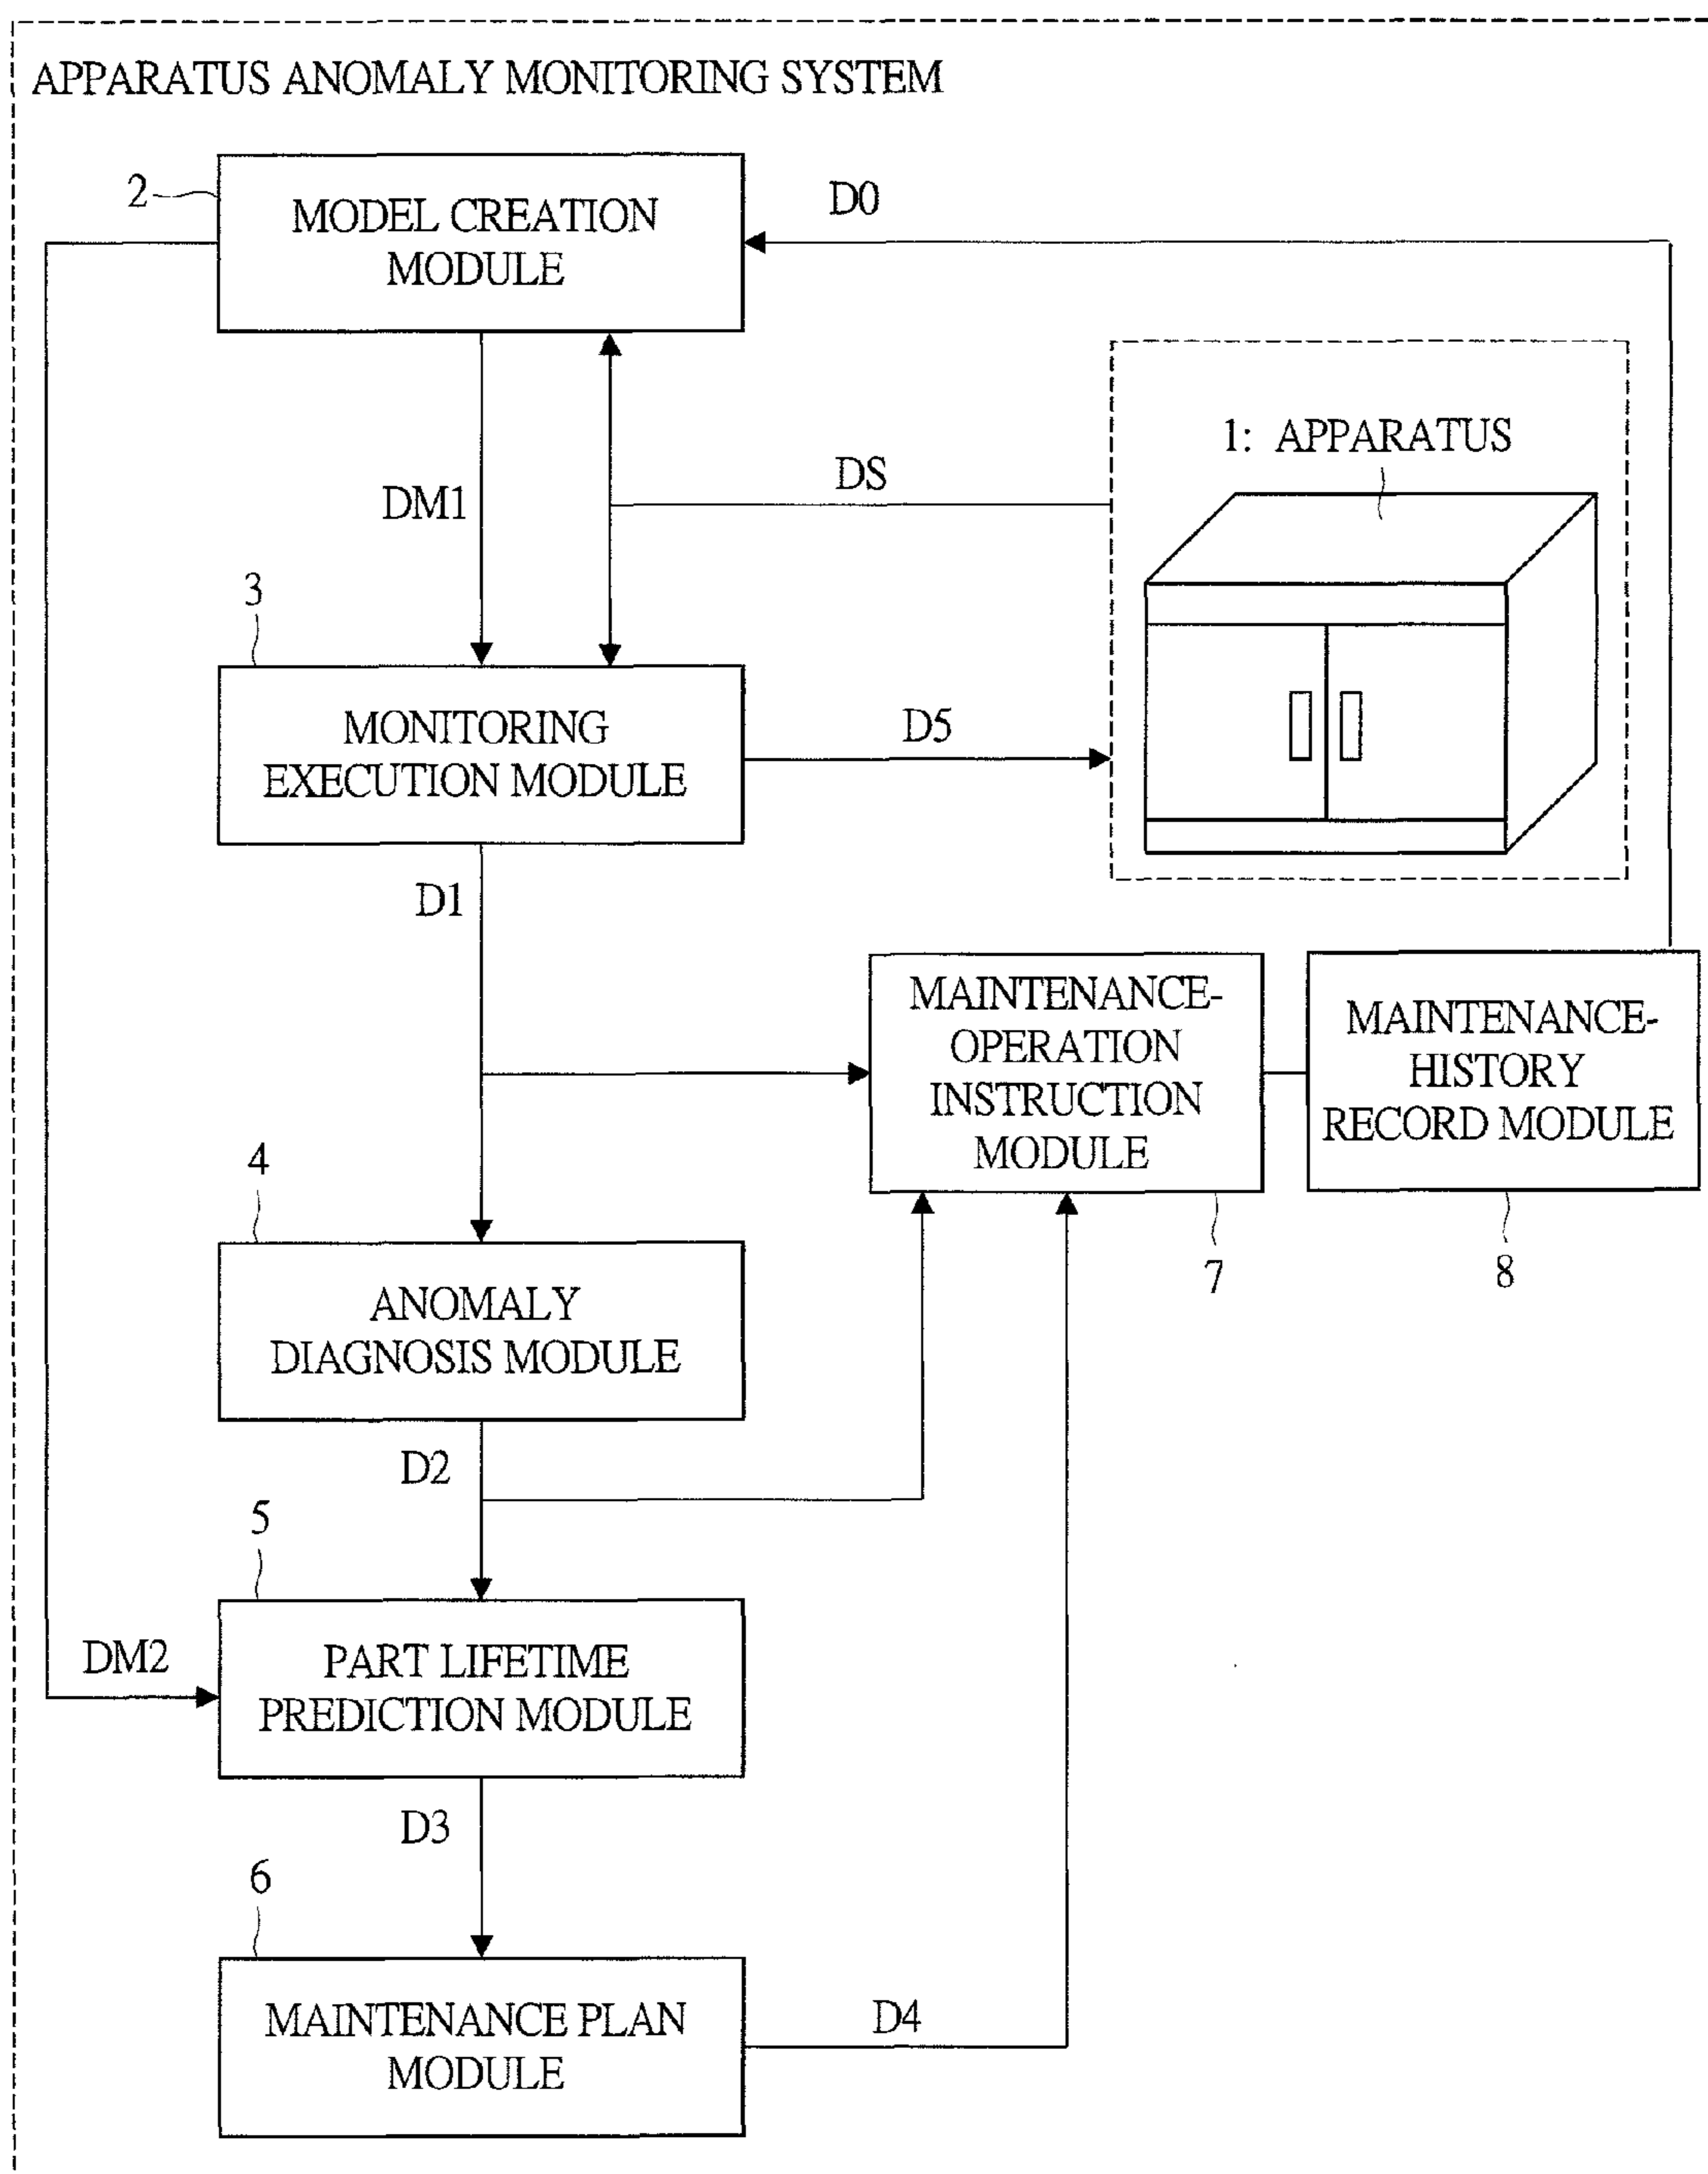 APPARATUS ANOMALY MONITORING SYSTEM
2
MODEL CREATION
MODULE
D0
1: APPARATUS
DS
DM1
3
MONITORING
EXECUTION MODULE
D5
D1
MAINTENANCE-
OPERATION
INSTRUCTION
MODULE
7
MAINTENANCE-
HISTORY
RECORD MODULE
8
4
ANOMALY
DIAGNOSIS MODULE
D2
5
DM2
PART LIFETIME
PREDICTION MODULE
D3
6
MAINTENANCE PLAN
MODULE
D4